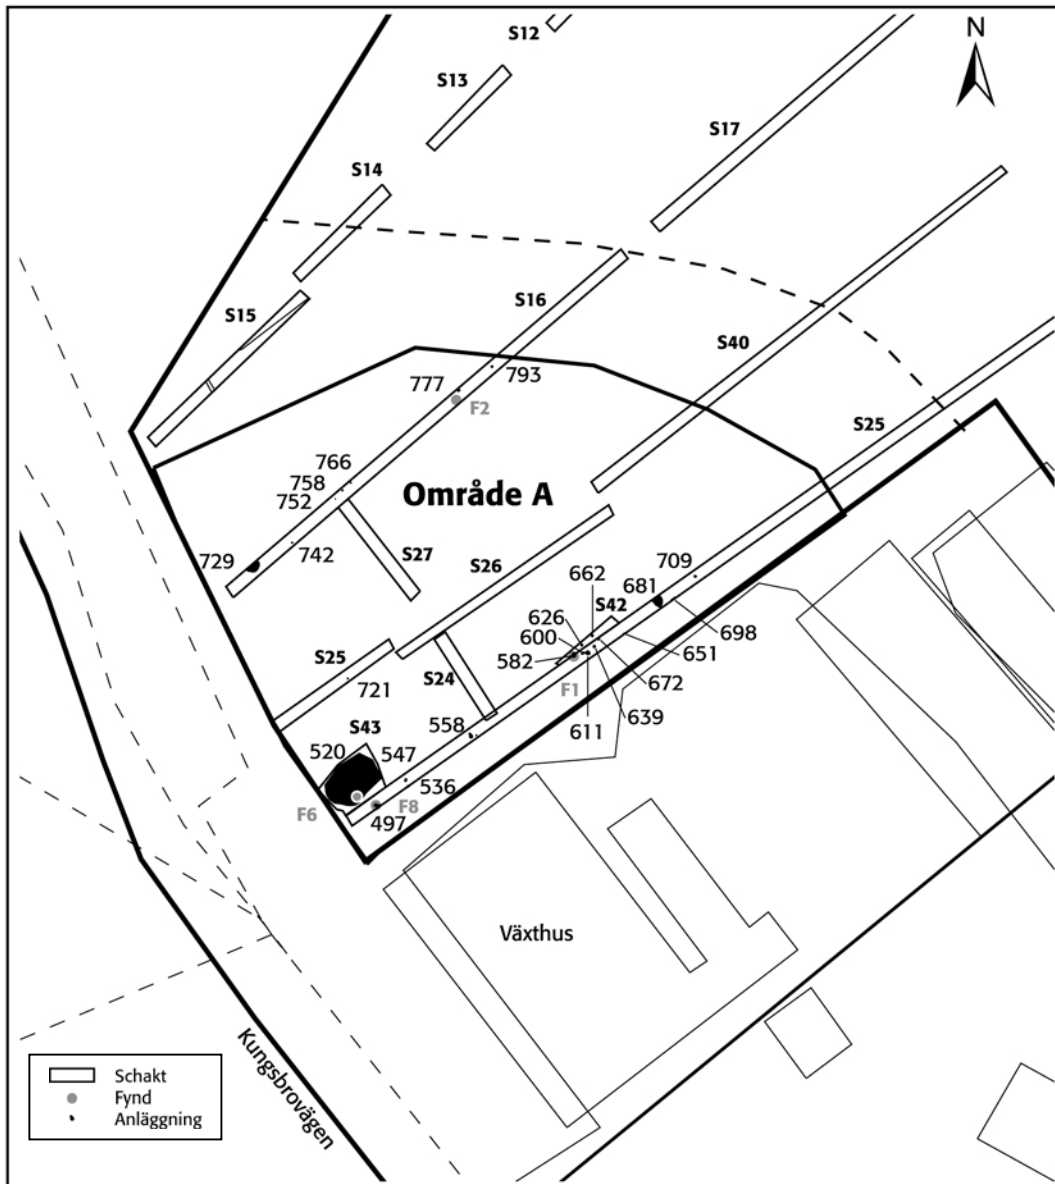 S12
N
S13
S17
S14
S16
S15
S40
793
777
F2
S25
766
758
752
Område A
742
729
S27
S26
709
662
681
S42
626
600
698
582
651
S25
721
S24
672
F1
639
558
611
S43
520
547
536
F6
F8
497
Växthus
Kungsbrovägen
Schakt
Fynd
Anläggning